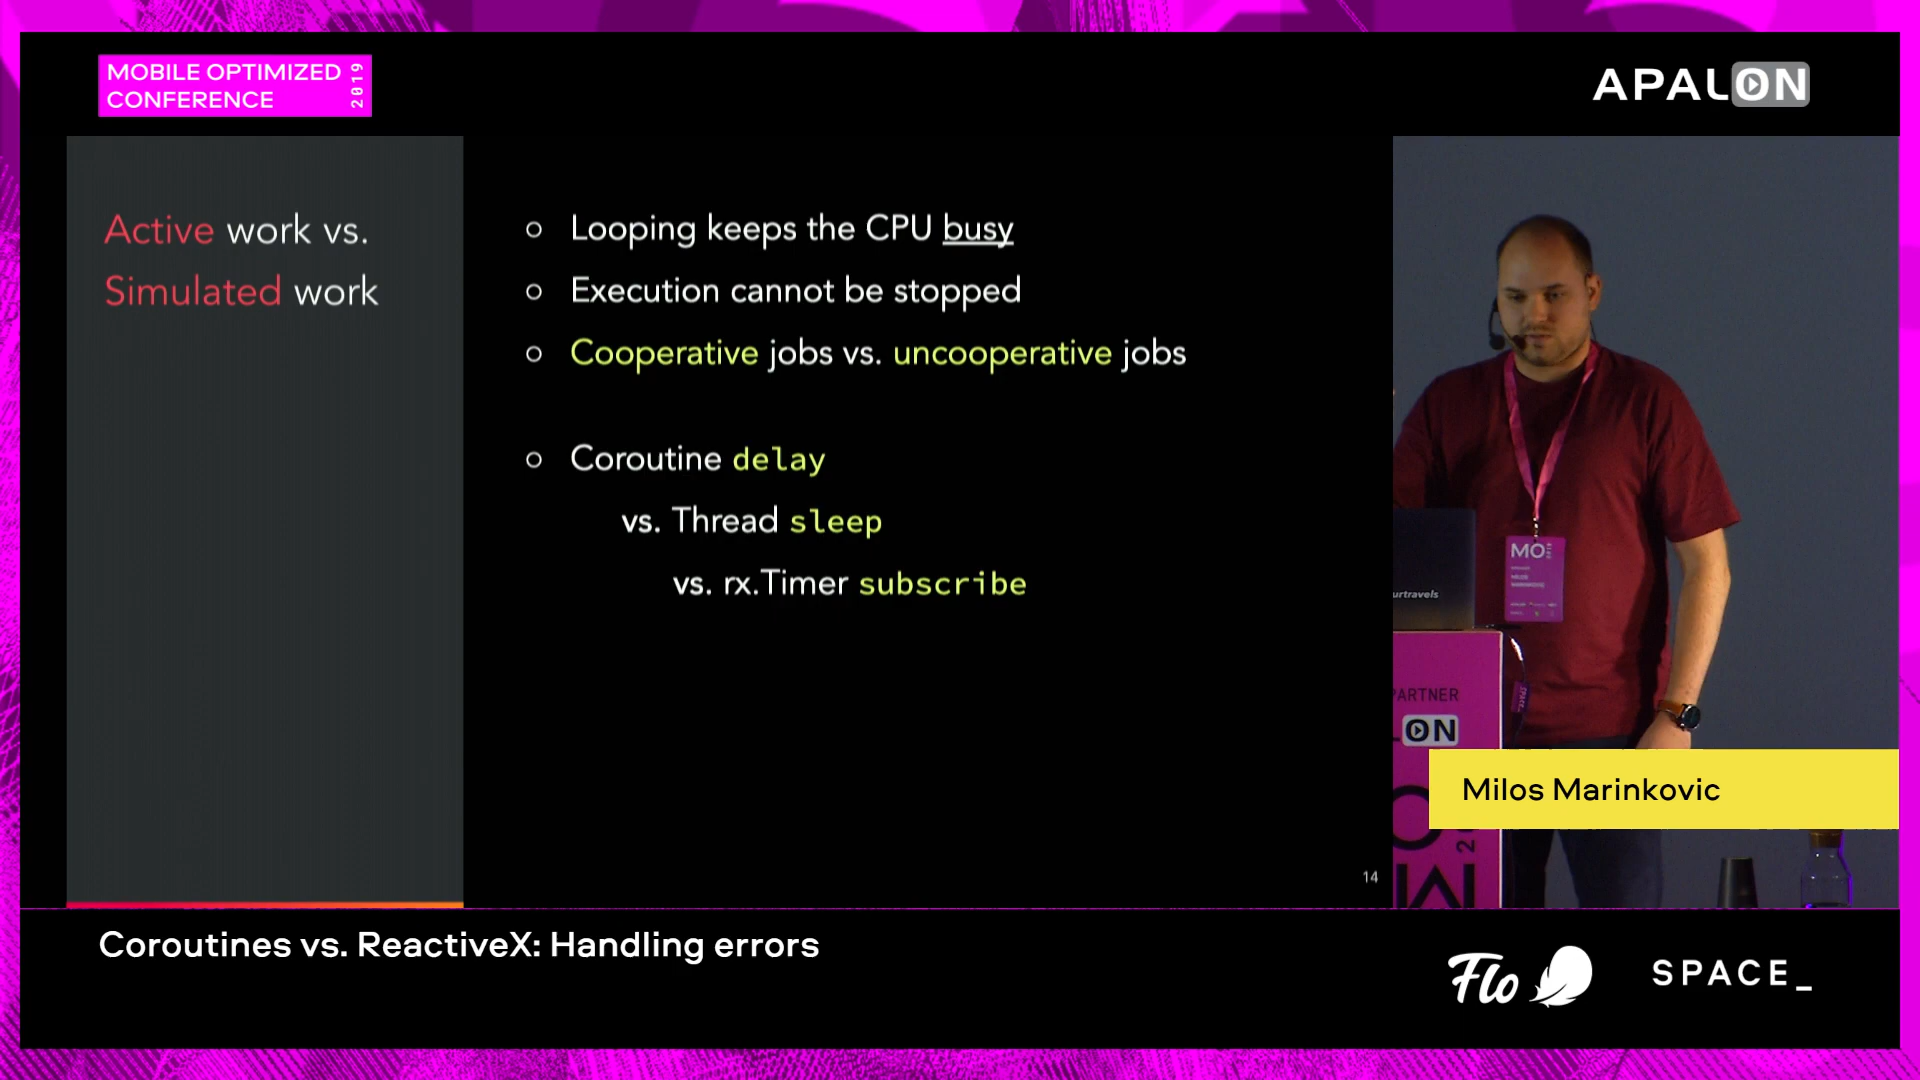 MOBILE OPTIMIZED
CONFERENCE
2019
APALON
Active work vs.
Simulated work
Looping keeps the CPU busy
Execution cannot be stopped
Cooperative jobs vs. uncooperative jobs
Coroutine delay
vs. Thread sleep
vs. rx.Timer subscribe
14
MO
urtravels
PARTNER
ON
Milos Marinkovic
Coroutines vs. ReactiveX: Handling errors
Flo
SPACE_